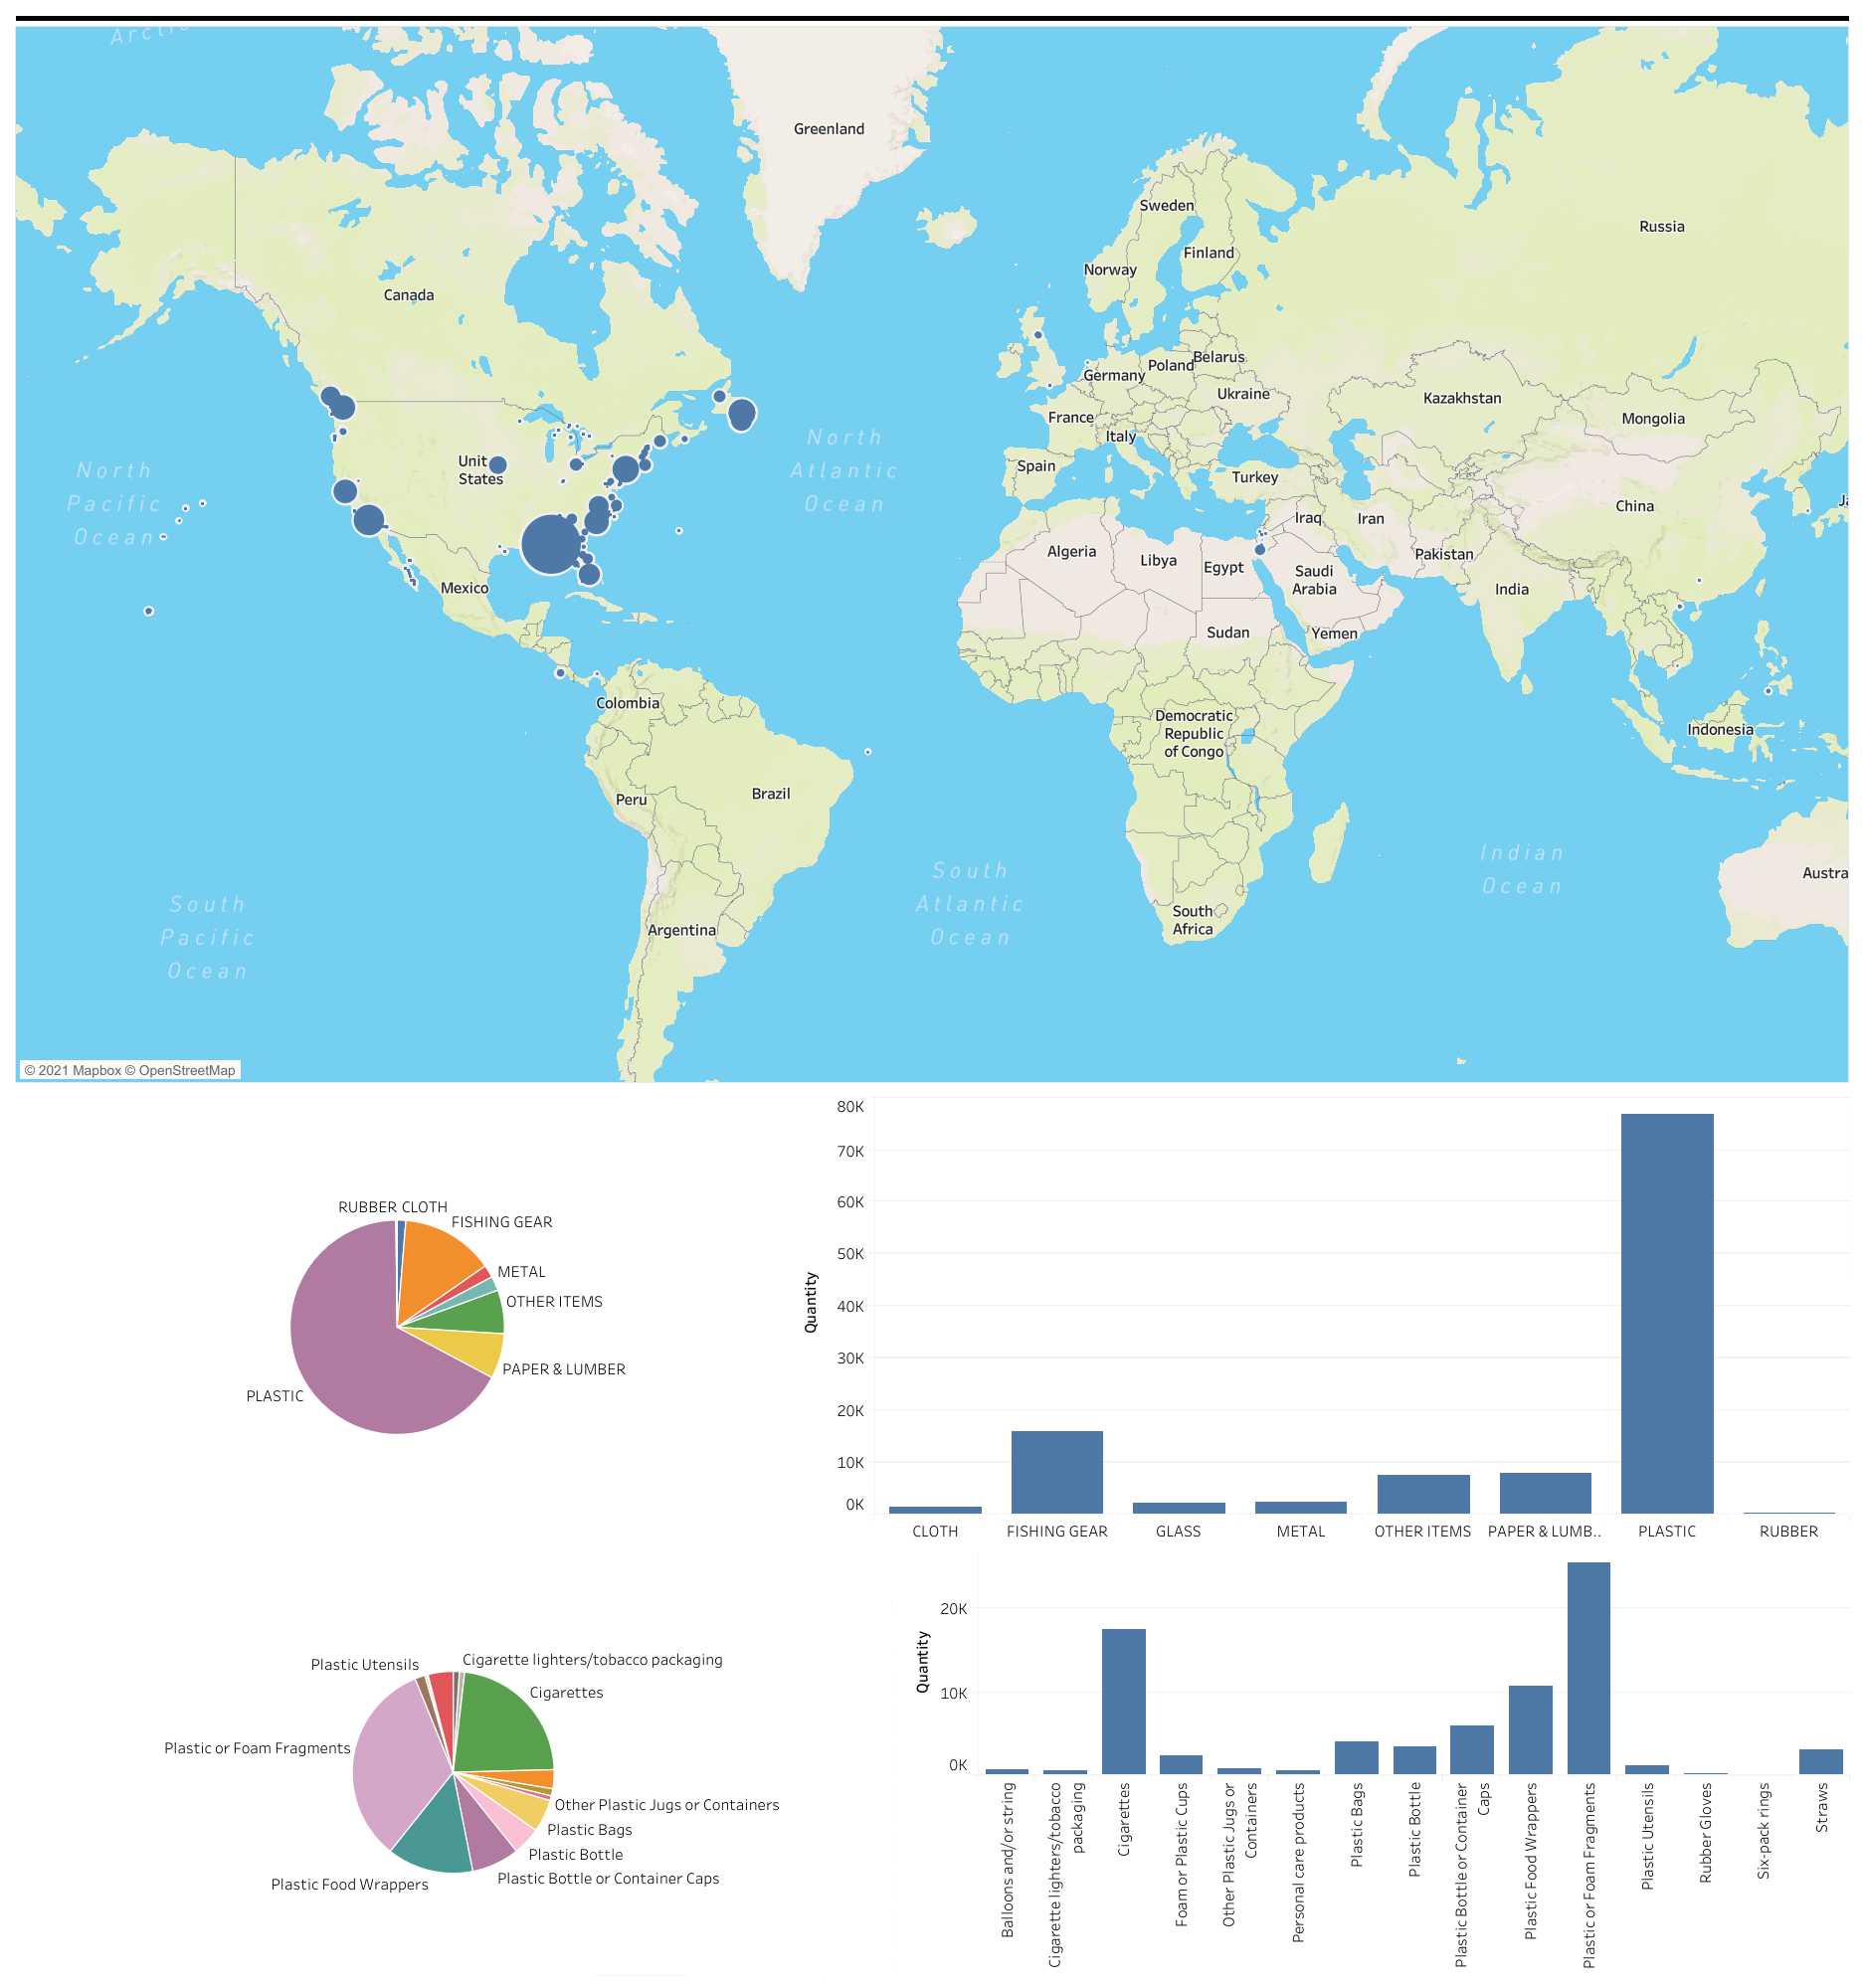 Arctic
Greenland
Sweden
Russia
Finland
Norway
Canada
Belarus
Poland
Germany
Ukraine
Kazakhstan
France
Mongolia
North
Atlantic
Ocean
Italy
Unit
States
Spain
Turkey
North
Pacific
Ocean
China
Ja
Iraq
Iran
Algeria
Libya
Egypt
Pakistan
Saudi
Arabia
India
Mexico
Sudan
Yemen
Colombia
Democratic
Republic
of Congo
Indonesia
Peru
Brazil
Indian
Ocean
South
Atlantic
Ocean
Austra
South
Pacific
Ocean
South
Africa
Argentina
© 2021 Mapbox © OpenStreetMap
RUBBER CLOTH
FISHING GEAR
METAL
OTHER ITEMS
PAPER & LUMBER
PLASTIC
80K
70K
60K
50K
40K
30K
20K
10K
0K
Quantity
CLOTH
FISHING GEAR
GLASS
METAL
OTHER ITEMS
PAPER & LUMB..
PLASTIC
RUBBER
Plastic Utensils
Cigarette lighters/tobacco packaging
Cigarettes
Plastic or Foam Fragments
Other Plastic Jugs or Containers
Plastic Bags
Plastic Bottle
Plastic Bottle or Container Caps
Plastic Food Wrappers
20K
10K
0K
Quantity
Balloons and/or string
Cigarette lighters/tobacco
packaging
Cigarettes
Foam or Plastic Cups
Other Plastic Jugs or
Containers
Personal care products
Plastic Bags
Plastic Bottle
Plastic Bottle or Container
Caps
Plastic Food Wrappers
Plastic or Foam Fragments
Plastic Utensils
Rubber Gloves
Six-pack rings
Straws